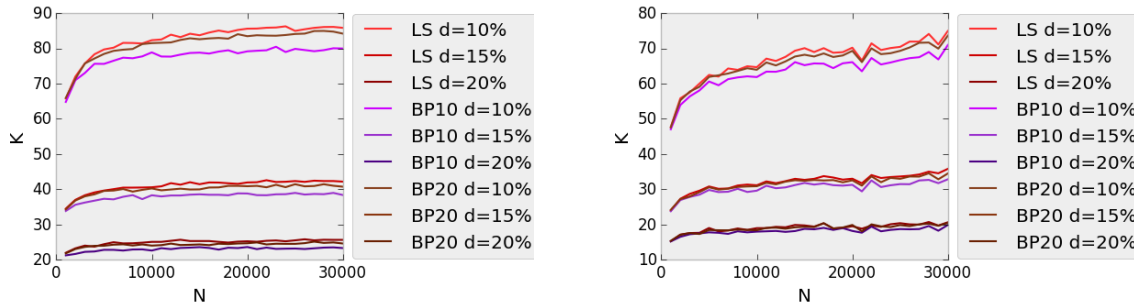 90
80
70
60
50
40
30
20
K
0
10000
20000
30000
N
LS d=10%
LS d=15%
LS d=20%
BP10 d=10%
BP10 d=15%
BP10 d=20%
BP20 d=10%
BP20 d=15%
BP20 d=20%
80
70
60
50
40
30
20
10
K
0
10000
20000
30000
N
LS d=10%
LS d=15%
LS d=20%
BP10 d=10%
BP10 d=15%
BP10 d=20%
BP20 d=10%
BP20 d=15%
BP20 d=20%